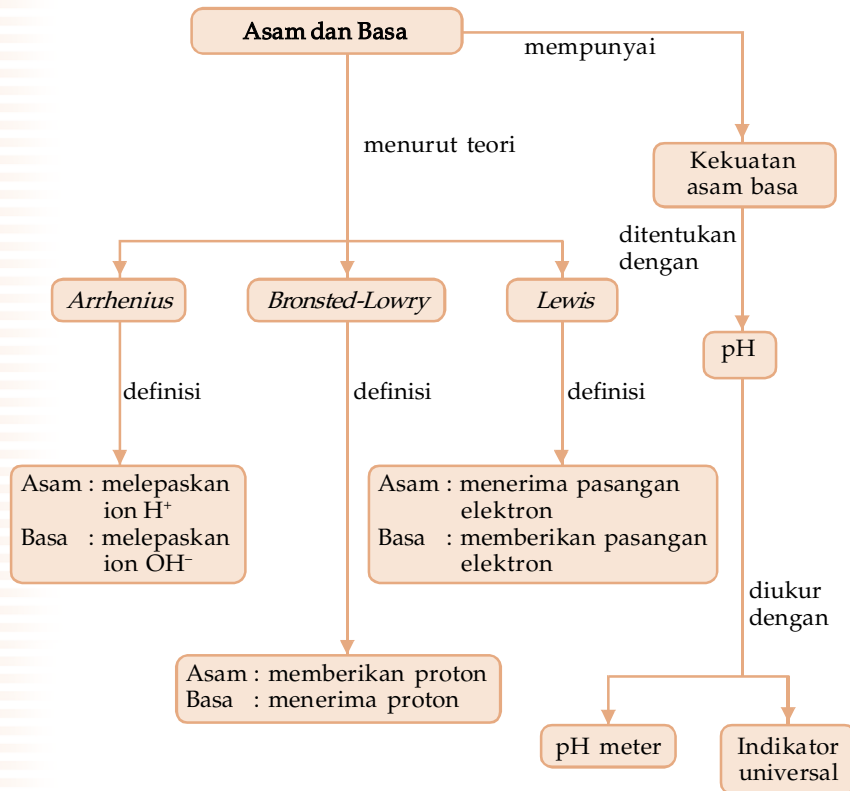 Asam dan Basa
mempunyai
menurut teori
Kekuatan
asam basa
ditentukan
dengan
Arrhenius
Bronsted-Lowry
Lewis
pH
definisi
definisi
definisi
Asam : melepaskan
ion H⁺
Basa : melepaskan
ion OH⁻
Asam : menerima pasangan
elektron
Basa : memberikan pasangan
elektron
diukur
dengan
Asam : memberikan proton
Basa : menerima proton
pH meter
Indikator
universal